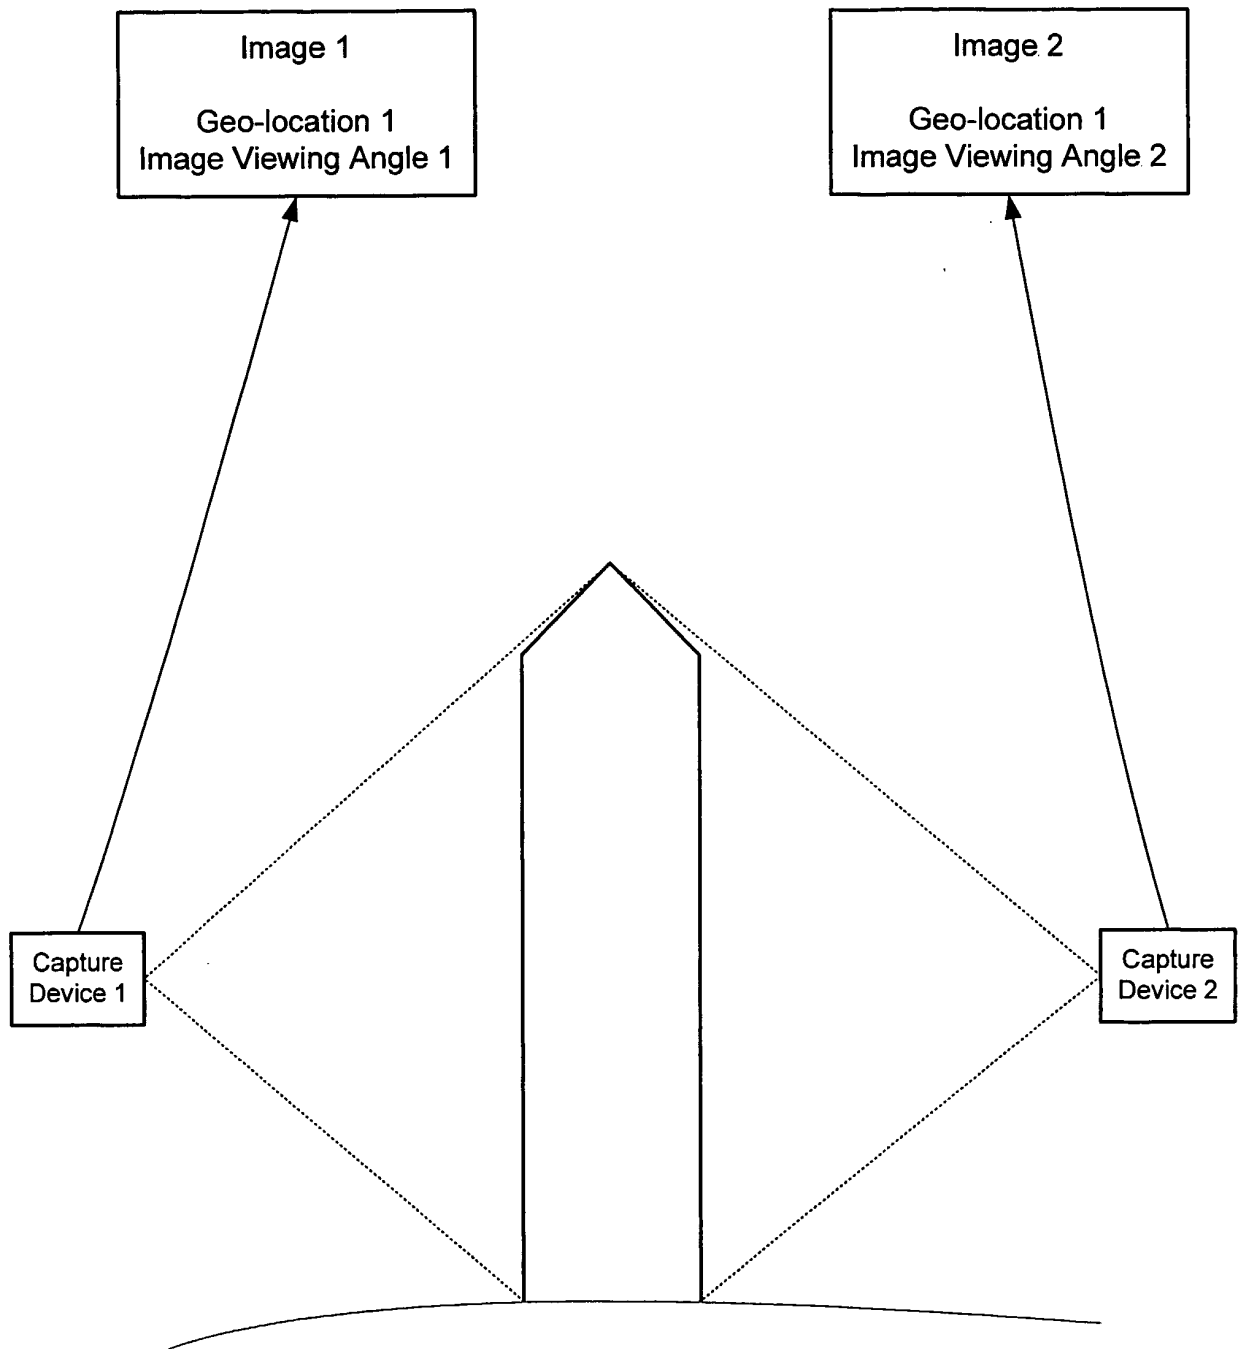 Image 1
Geo-location 1
Image Viewing Angle 1
Image 2
Geo-location 1
Image Viewing Angle 2
Capture
Device 1
Capture
Device 2